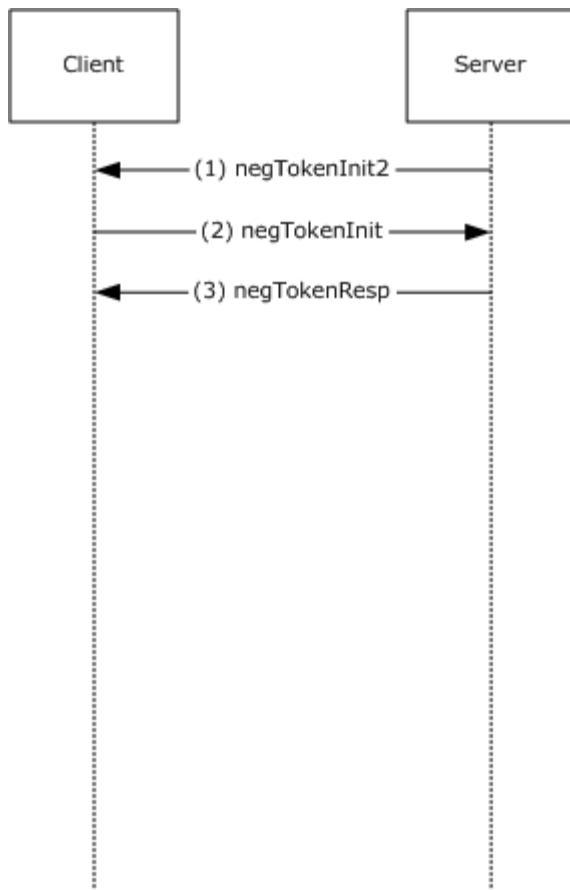 Client
Server
(1) negTokenInit2
(2) negTokenInit
(3) negTokenResp